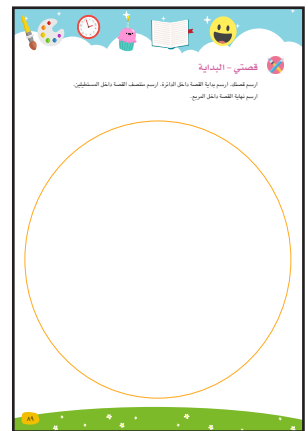 قصتي - البداية
ارسم قصتك. ارسم بداية القصة داخل الدائرة. ارسم منتصف القصة داخل المستطيلين.
ارسم نهاية القصة داخل المربع.
٨٩